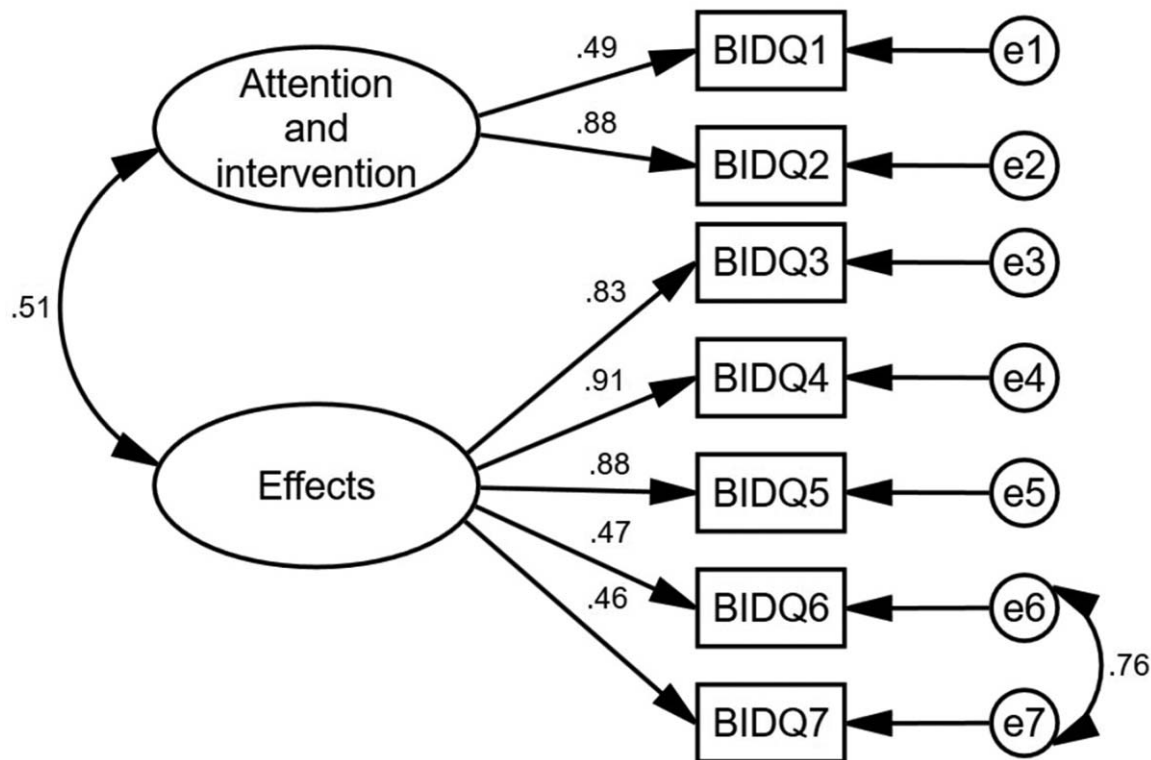 Attention
and
intervention
.51
Effects
.49
.88
.83
.91
.88
.47
.46
BIDQ1
BIDQ2
BIDQ3
BIDQ4
BIDQ5
BIDQ6
BIDQ7
e1
e2
e3
e4
e5
e6
e7
.76